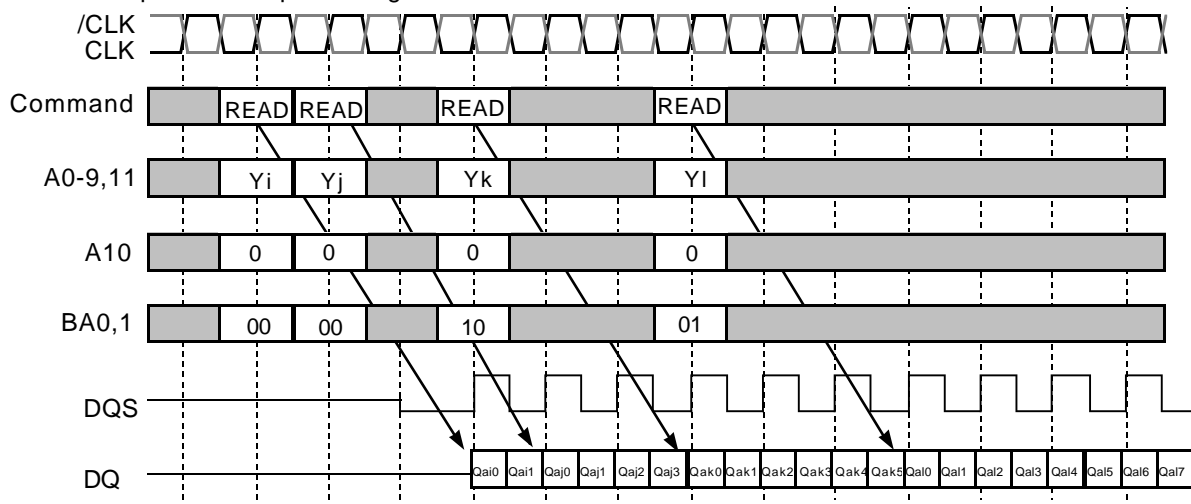 /CLK
CLK
Command READ READ READ READ
A0-9,11 Yi Yj Yk Yl
A10 0 0 0 0
BA0,1 00 00 10 01
DQS
DQ Qai0 Qai1 Qaj0 Qaj1 Qaj2 Qaj3 Qak0 Qak1 Qak2 Qak3 Qak4 Qak5 Qal0 Qal1 Qal2 Qal3 Qal4 Qal5 Qal6 Qal7